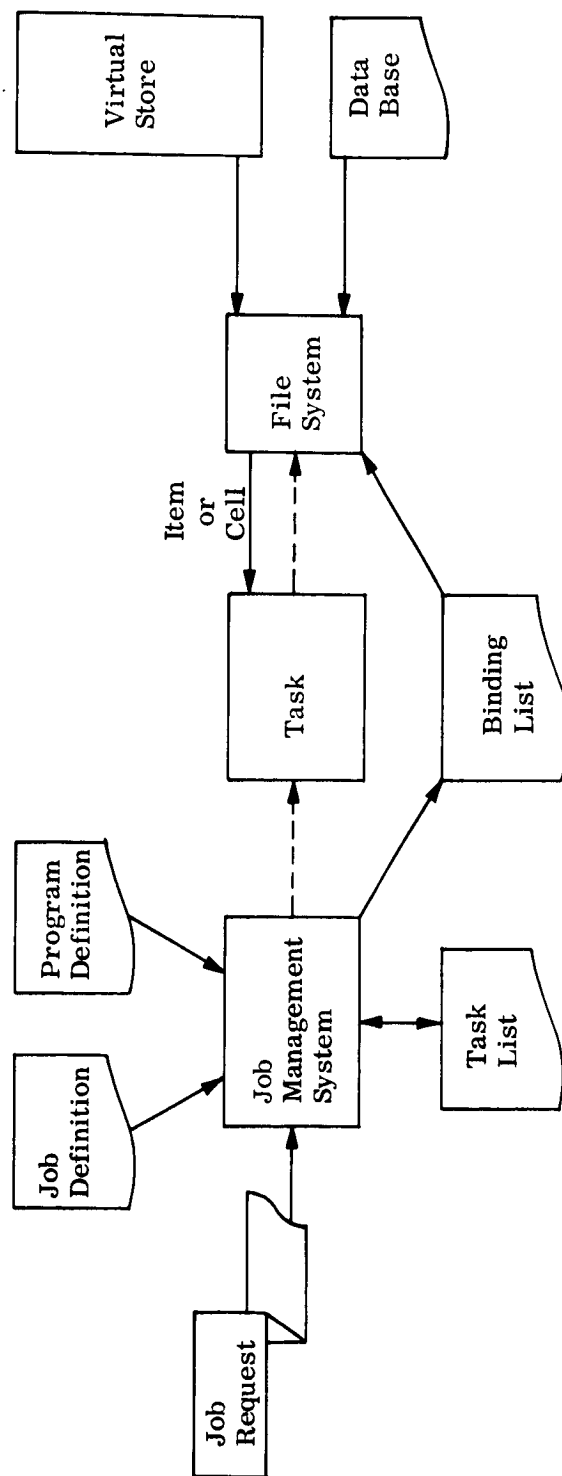 Job
Request
Job
Definition
Program
Definition
Job
Management
System
Task
List
Task
Binding
List
Item
or
Cell
File
System
Virtual
Store
Data
Base